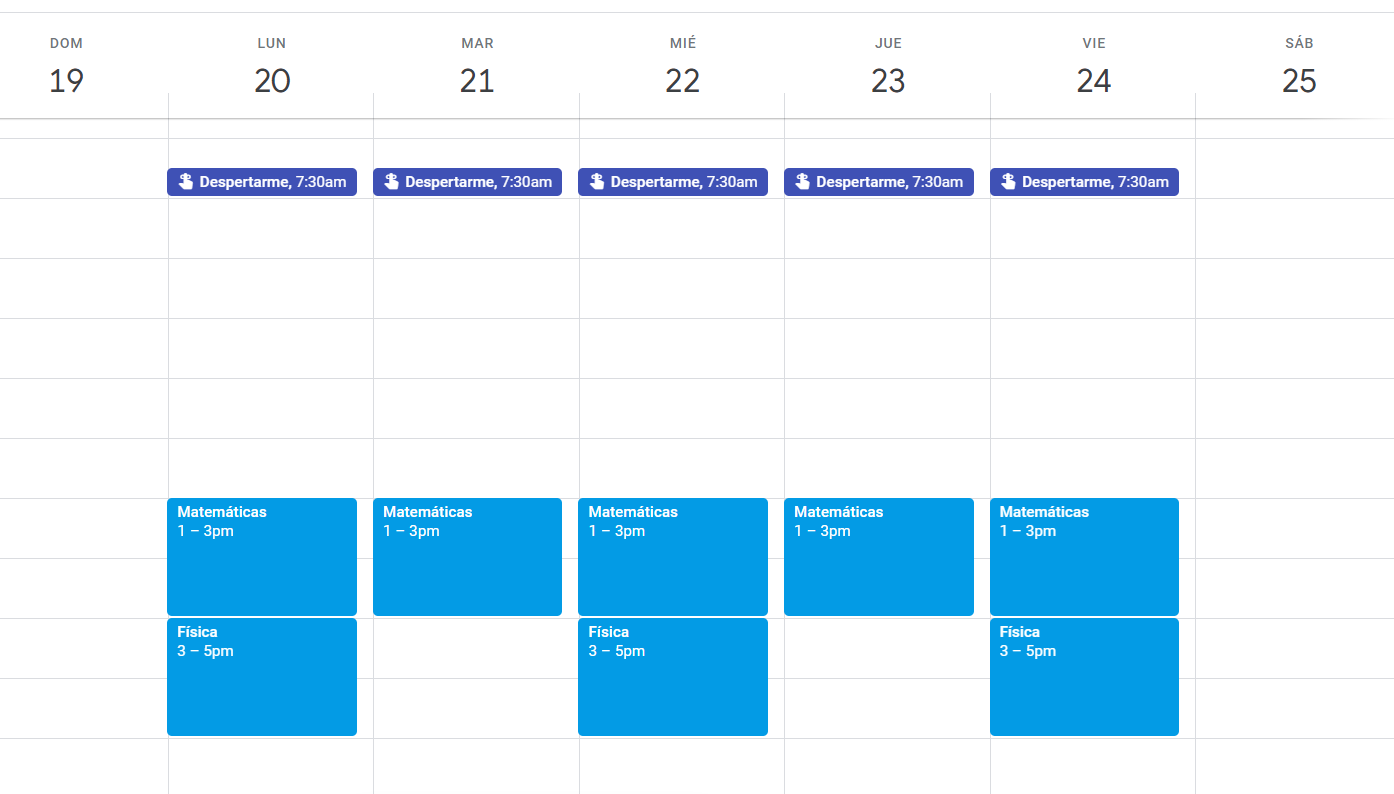 DOM LUN MAR MIÉ JUE VIE SÁB
19 20 21 22 23 24 25
Despertarme, 7:30am Despertarme, 7:30am Despertarme, 7:30am Despertarme, 7:30am Despertarme, 7:30am
Matemáticas Matemáticas Matemáticas Matemáticas Matemáticas
1 – 3pm 1 – 3pm 1 – 3pm 1 – 3pm 1 – 3pm
Física Física Física
3 – 5pm 3 – 5pm 3 – 5pm